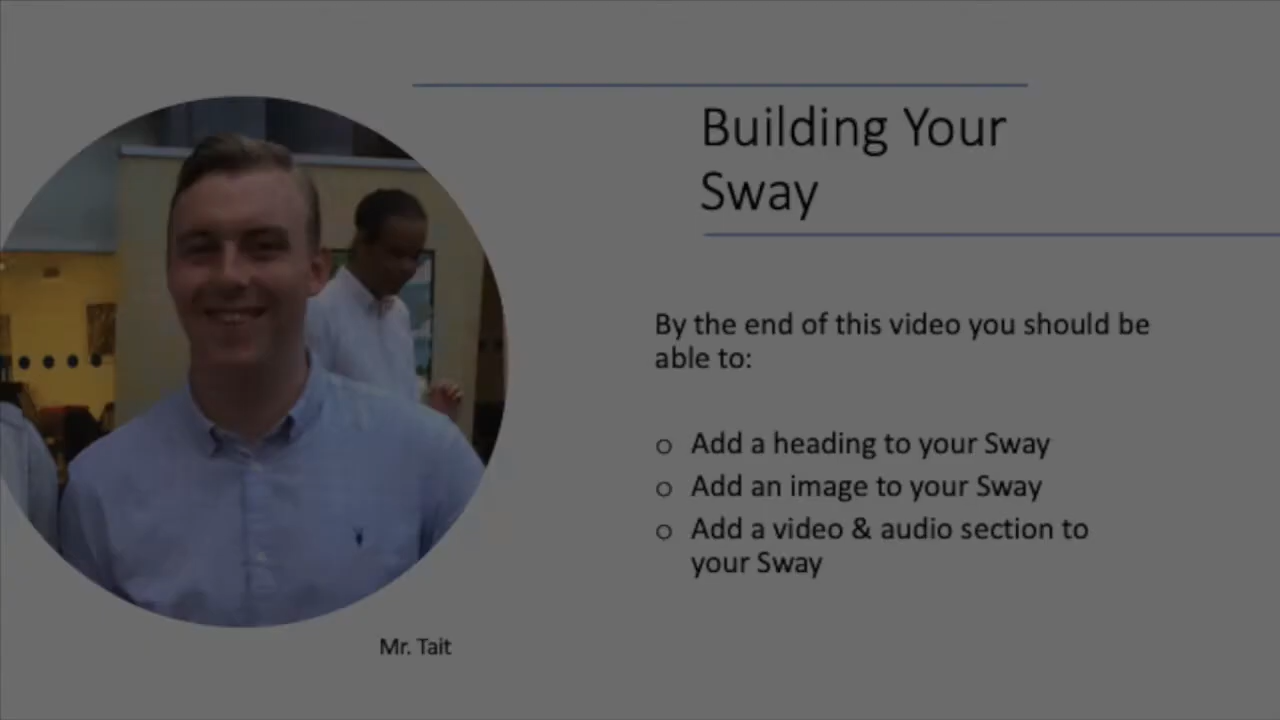 Building Your
Sway
By the end of this video you should be
able to:
o Add a heading to your Sway
o Add an image to your Sway
o Add a video & audio section to
your Sway
Mr. Tait